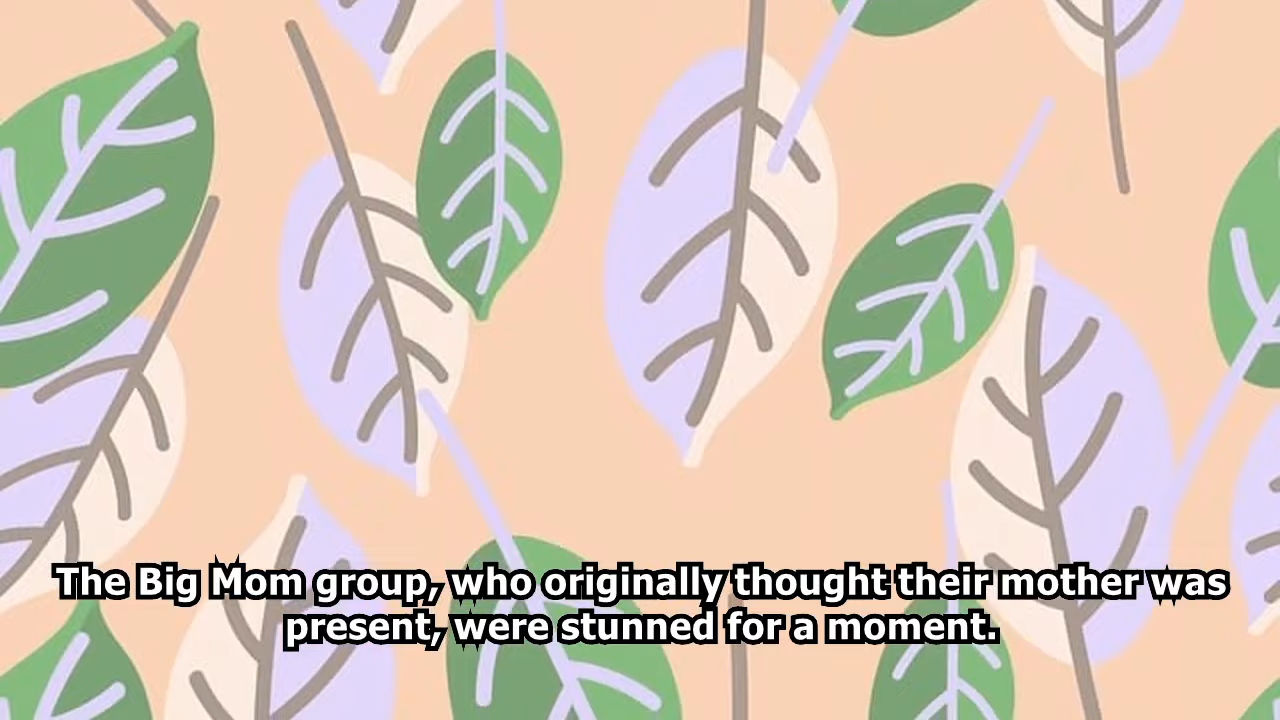 The Big Mom group, who originally thought their mother was
present, were stunned for a moment.